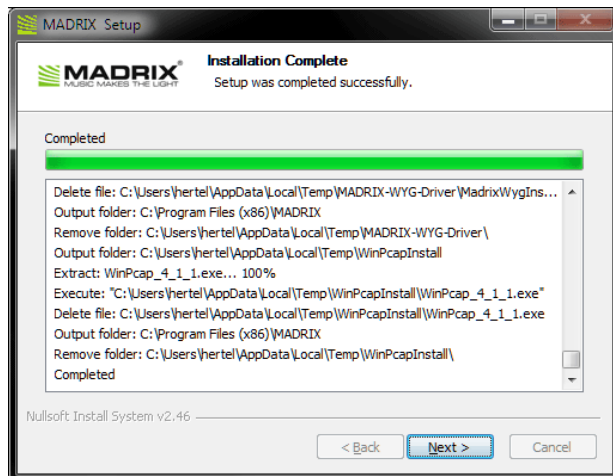 MADRIX Setup
MADRIX®
MUSIC MAKES THE LIGHT
Installation Complete
Setup was completed successfully.
Completed
Delete file: C:\Users\hertel\AppData\Local\Temp\MADRIX-WYG-Driver\MadrixWygIns...
Output folder: C:\Program Files (x86)\MADRIX
Remove folder: C:\Users\hertel\AppData\Local\Temp\MADRIX-WYG-Driver\
Output folder: C:\Users\hertel\AppData\Local\Temp\WinPcapInstall
Extract: WinPcap_4_1_1.exe... 100%
Execute: "C:\Users\hertel\AppData\Local\Temp\WinPcapInstall\WinPcap_4_1_1.exe"
Delete file: C:\Users\hertel\AppData\Local\Temp\WinPcapInstall\WinPcap_4_1_1.exe
Output folder: C:\Program Files (x86)\MADRIX
Remove folder: C:\Users\hertel\AppData\Local\Temp\WinPcapInstall\
Completed
Nullsoft Install System v2.46
< Back
Next >
Cancel